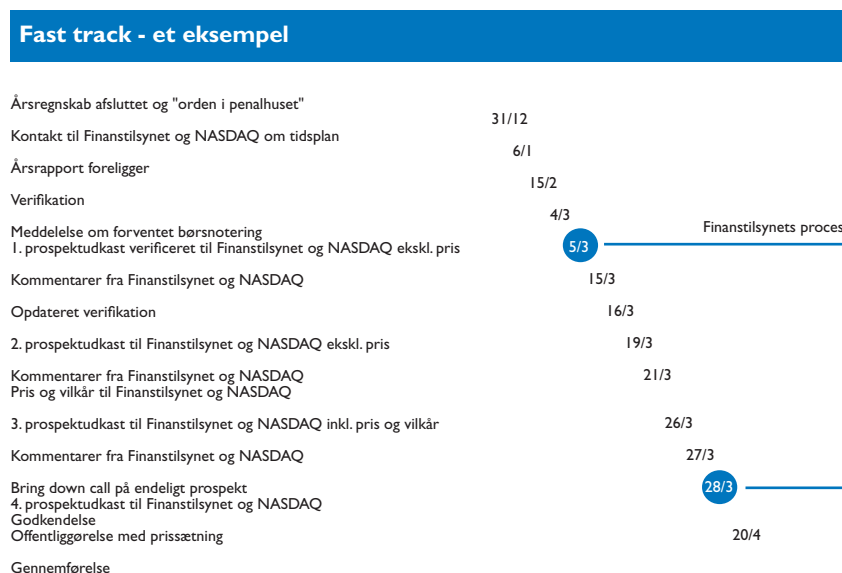 Fast track - et eksempel
Årsregnskab afsluttet og "orden i penalhuset"
31/12
Kontakt til Finanstilsynet og NASDAQ om tidsplan
6/1
Årsrapport foreligger
15/2
Verifikation
4/3
Meddelelse om forventet børsnotering
1. prospektudkast verificeret til Finanstilsynet og NASDAQ ekskl. pris
5/3
Finanstilsynets proces
Kommentarer fra Finanstilsynet og NASDAQ
15/3
Opdateret verifikation
16/3
2. prospektudkast til Finanstilsynet og NASDAQ ekskl. pris
19/3
Kommentarer fra Finanstilsynet og NASDAQ
Pris og vilkår til Finanstilsynet og NASDAQ
21/3
3. prospektudkast til Finanstilsynet og NASDAQ inkl. pris og vilkår
26/3
Kommentarer fra Finanstilsynet og NASDAQ
27/3
Bring down call på endeligt prospekt
28/3
4. prospektudkast til Finanstilsynet og NASDAQ
Godkendelse
Offentliggørelse med prissætning
20/4
Gennemførelse